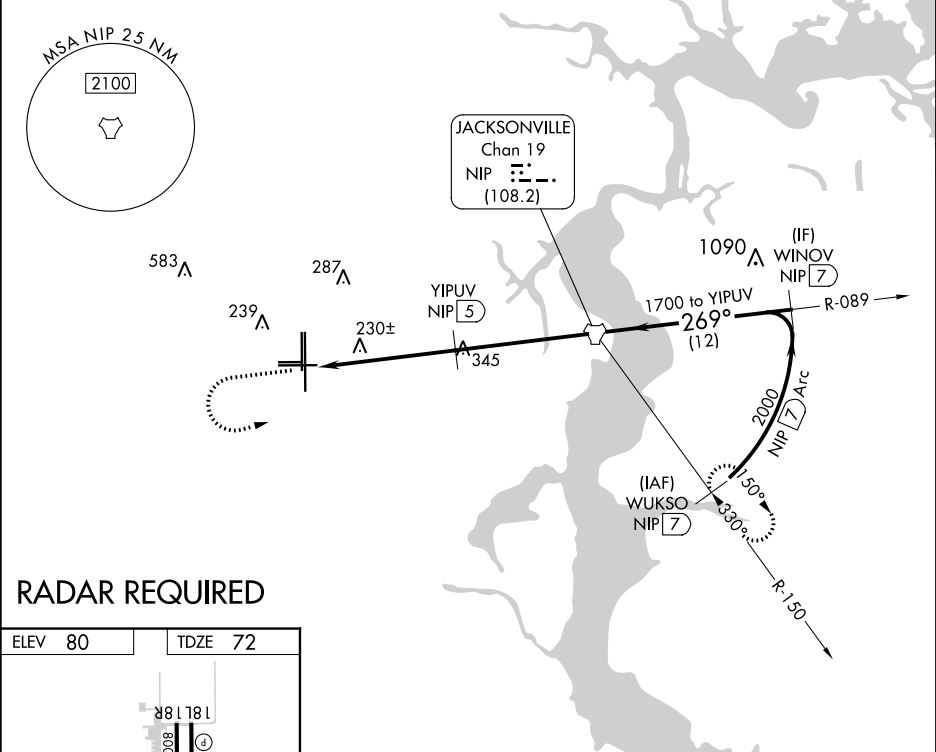 MSA NIP 25 NM
2100
JACKSONVILLE
Chan 19
NIP
(108.2)
583
287
239
230±
YIPUV
NIP 5
345
1090
(IF)
WINOV
NIP 7
R-089
1700 to YIPUV
269°
(12)
2000
NIP 7 Arc
(IAF)
WUKSO
NIP 7
150°
330°
R-150
RADAR REQUIRED
ELEV 80
TDZE 72
18R
18L
800
P